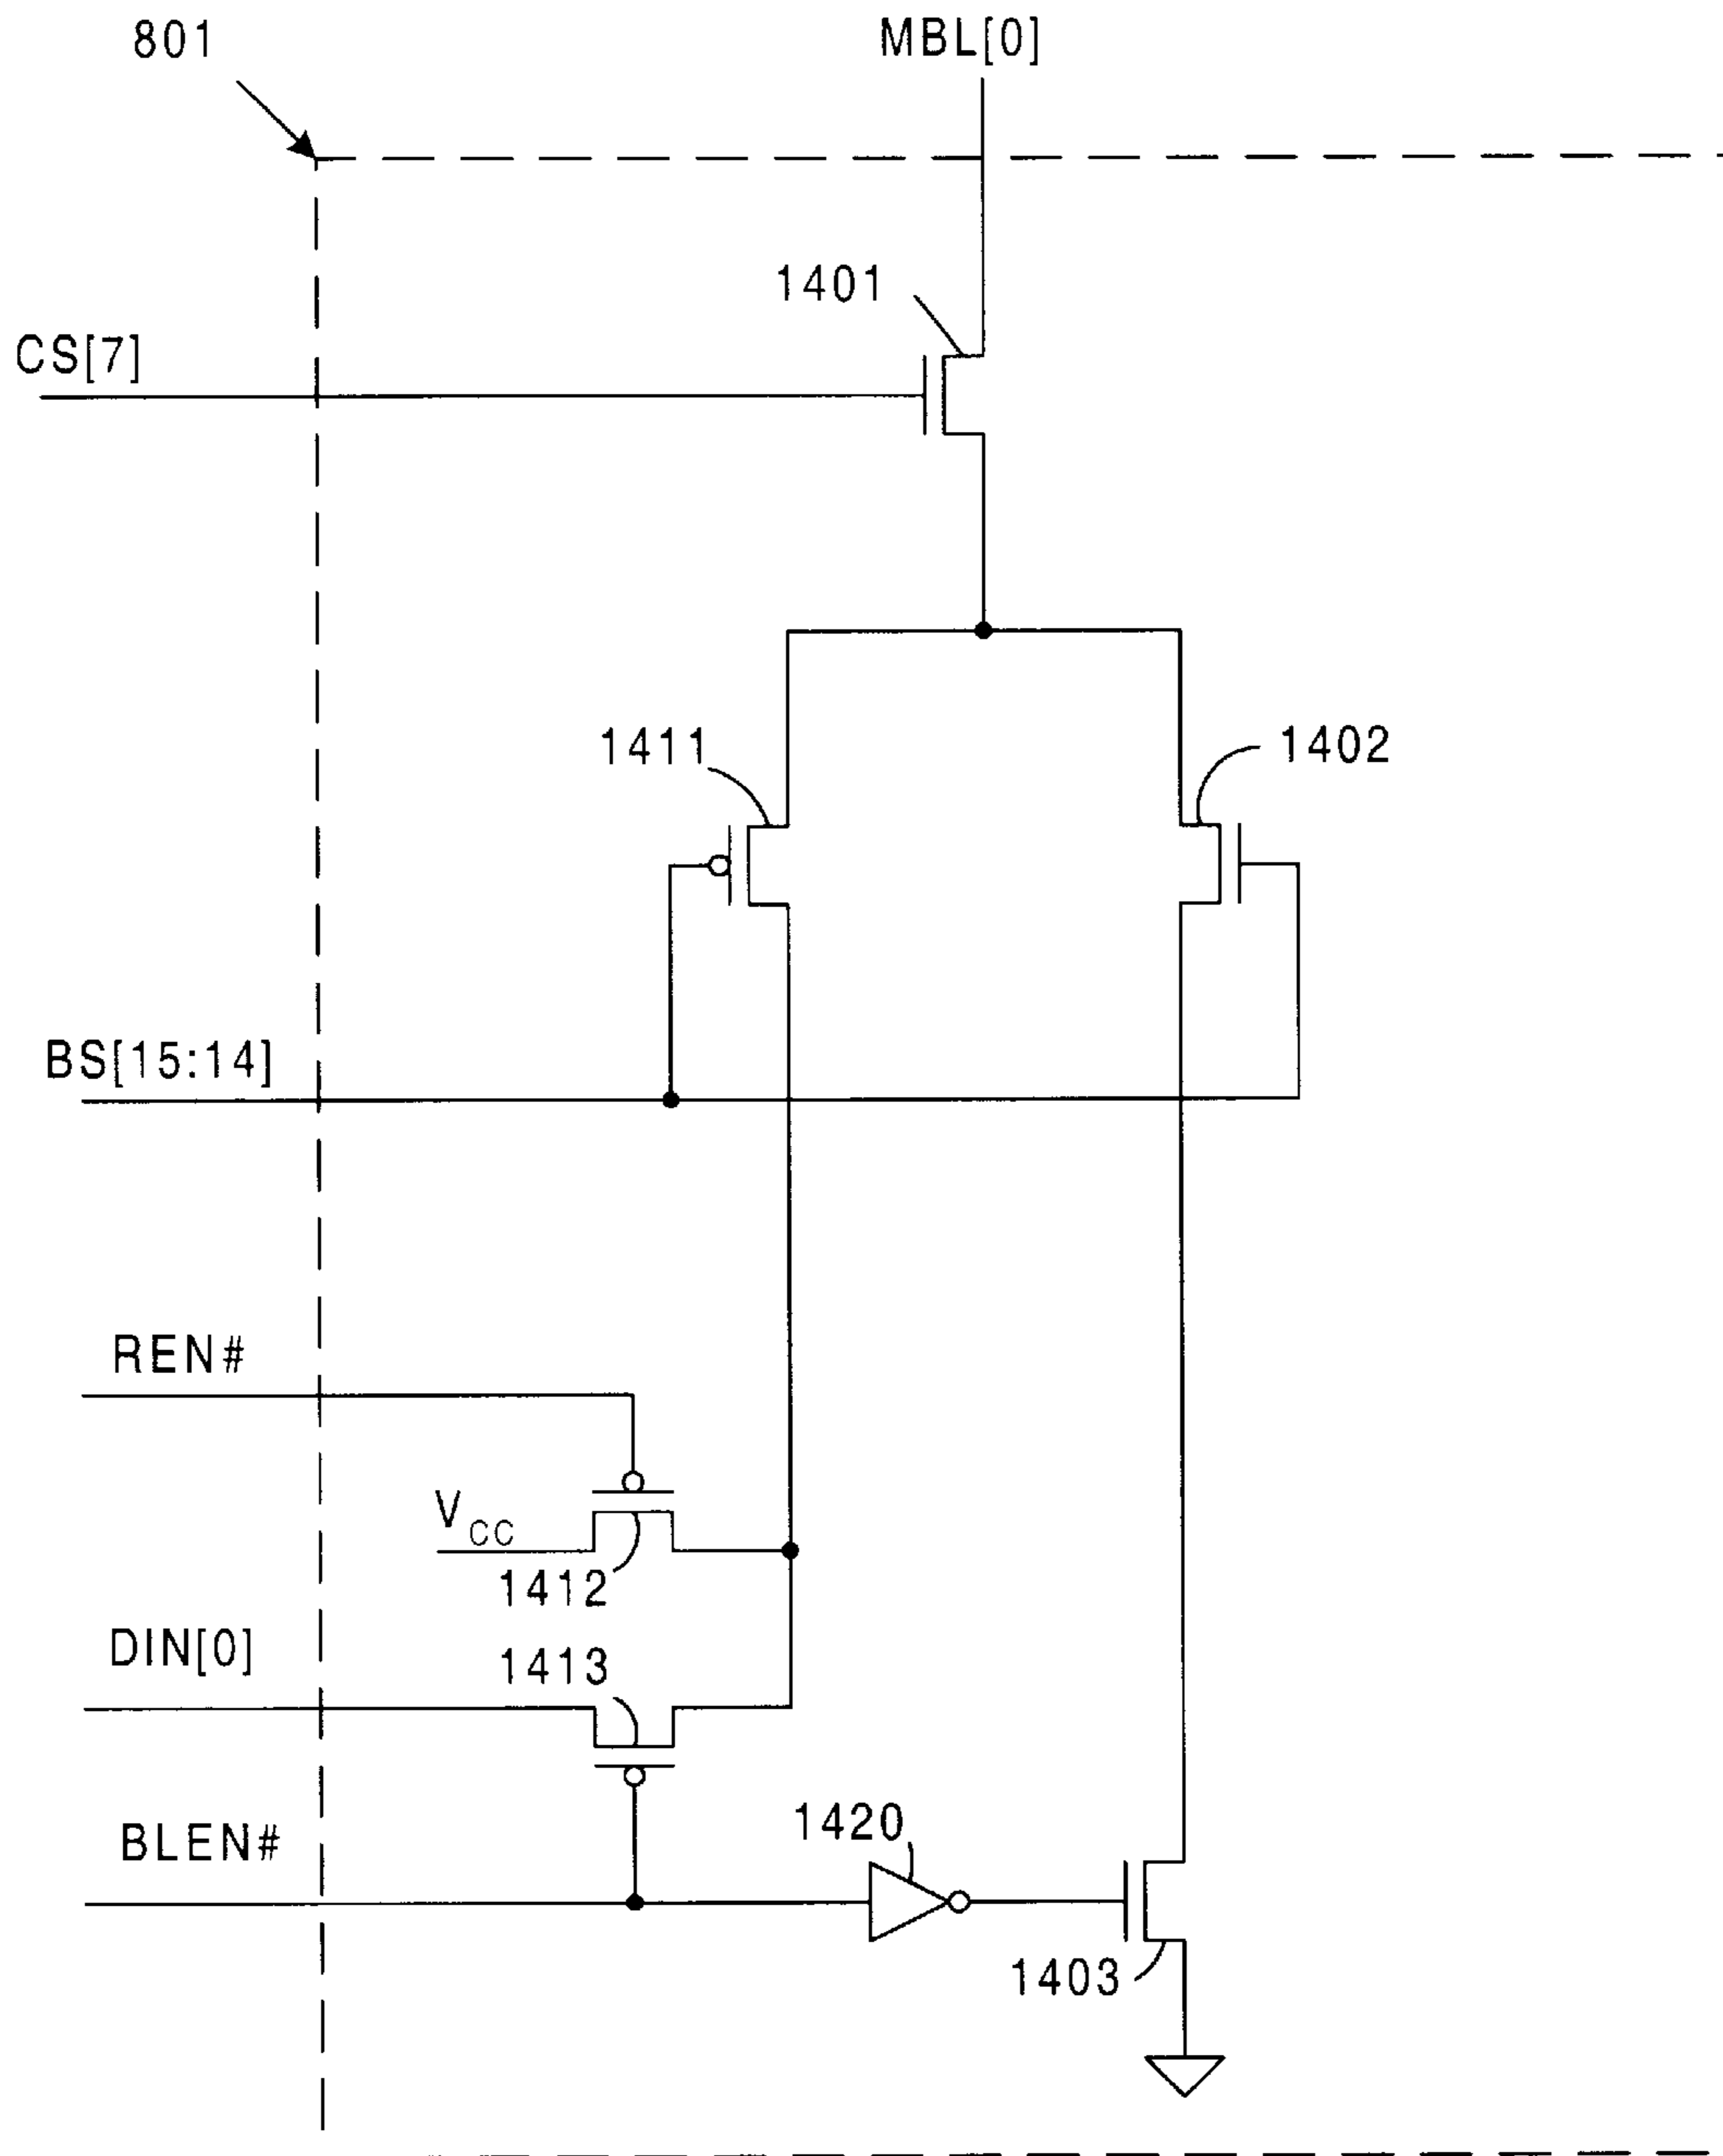 801
MBL[0]
1401
CS[7]
1411
1402
BS[15:14]
REN#
VCC
1412
DIN[0]
1413
1420
BLEN#
1403